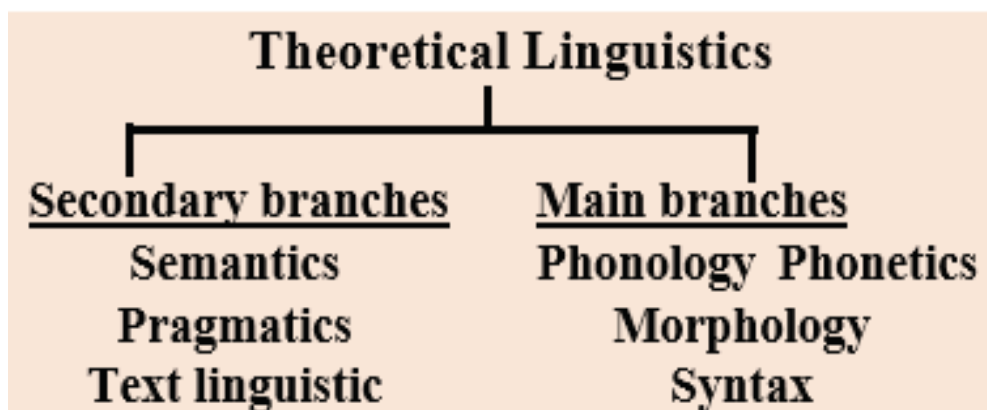 Theoretical Linguistics
Secondary branches
Semantics
Pragmatics
Text linguistic
Main branches
Phonology Phonetics
Morphology
Syntax